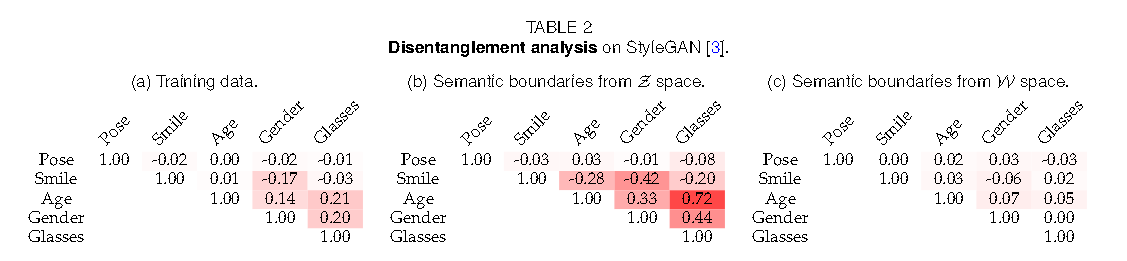 TABLE 2
Disentanglement analysis on StyleGAN [3].
(a) Training data.
Pose Smile Age Gender Glasses
Pose 1.00 -0.02 0.00 -0.02 -0.01
Smile 1.00 0.01 -0.17 -0.03
Age 1.00 0.14 0.21
Gender 1.00 0.20
Glasses 1.00
(b) Semantic boundaries from 𝒵 space.
Pose Smile Age Gender Glasses
Pose 1.00 -0.03 0.03 -0.01 -0.08
Smile 1.00 -0.28 -0.42 -0.20
Age 1.00 0.33 0.72
Gender 1.00 0.44
Glasses 1.00
(c) Semantic boundaries from 𝒲 space.
Pose Smile Age Gender Glasses
Pose 1.00 0.00 0.02 0.03 -0.03
Smile 1.00 0.03 -0.06 0.02
Age 1.00 0.07 0.05
Gender 1.00 0.00
Glasses 1.00